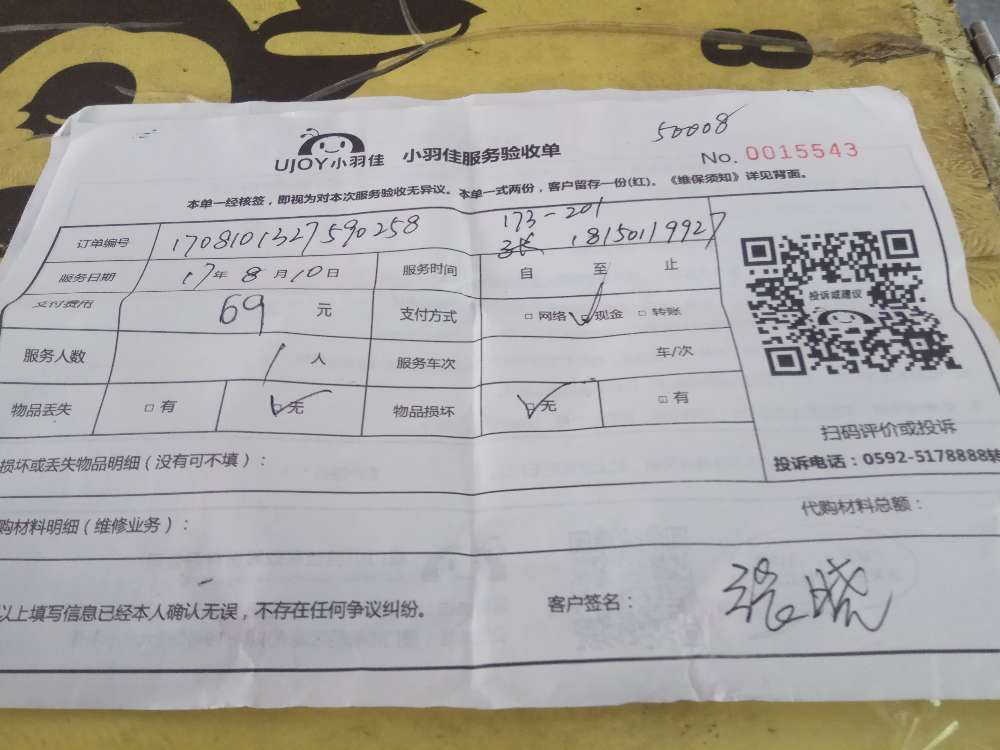 8
50008
UJOY小羽佳 小羽佳服务验收单
No. 0015543
本单一经核签，即视为对本次服务验收无异议。本单一式两份，客户留存一份(红)。《维保须知》详见背面。
173-201
订单编号 1708101327590258 18150119927
服务日期 17年8月10日 服务时间 自 至 止
支付费用 69 元 支付方式 □网络 □现金 □转账
投诉或建议
服务人数 1人 服务车次 车/次
物品丢失 □有 □无 物品损坏 □无 □有
扫码评价或投诉
损坏或丢失物品明细（没有可不填）：
投诉电话：0592-5178888转
购材料明细（维修业务）：
代购材料总额：
以上填写信息已经本人确认无误，不存在任何争议纠纷。
客户签名：